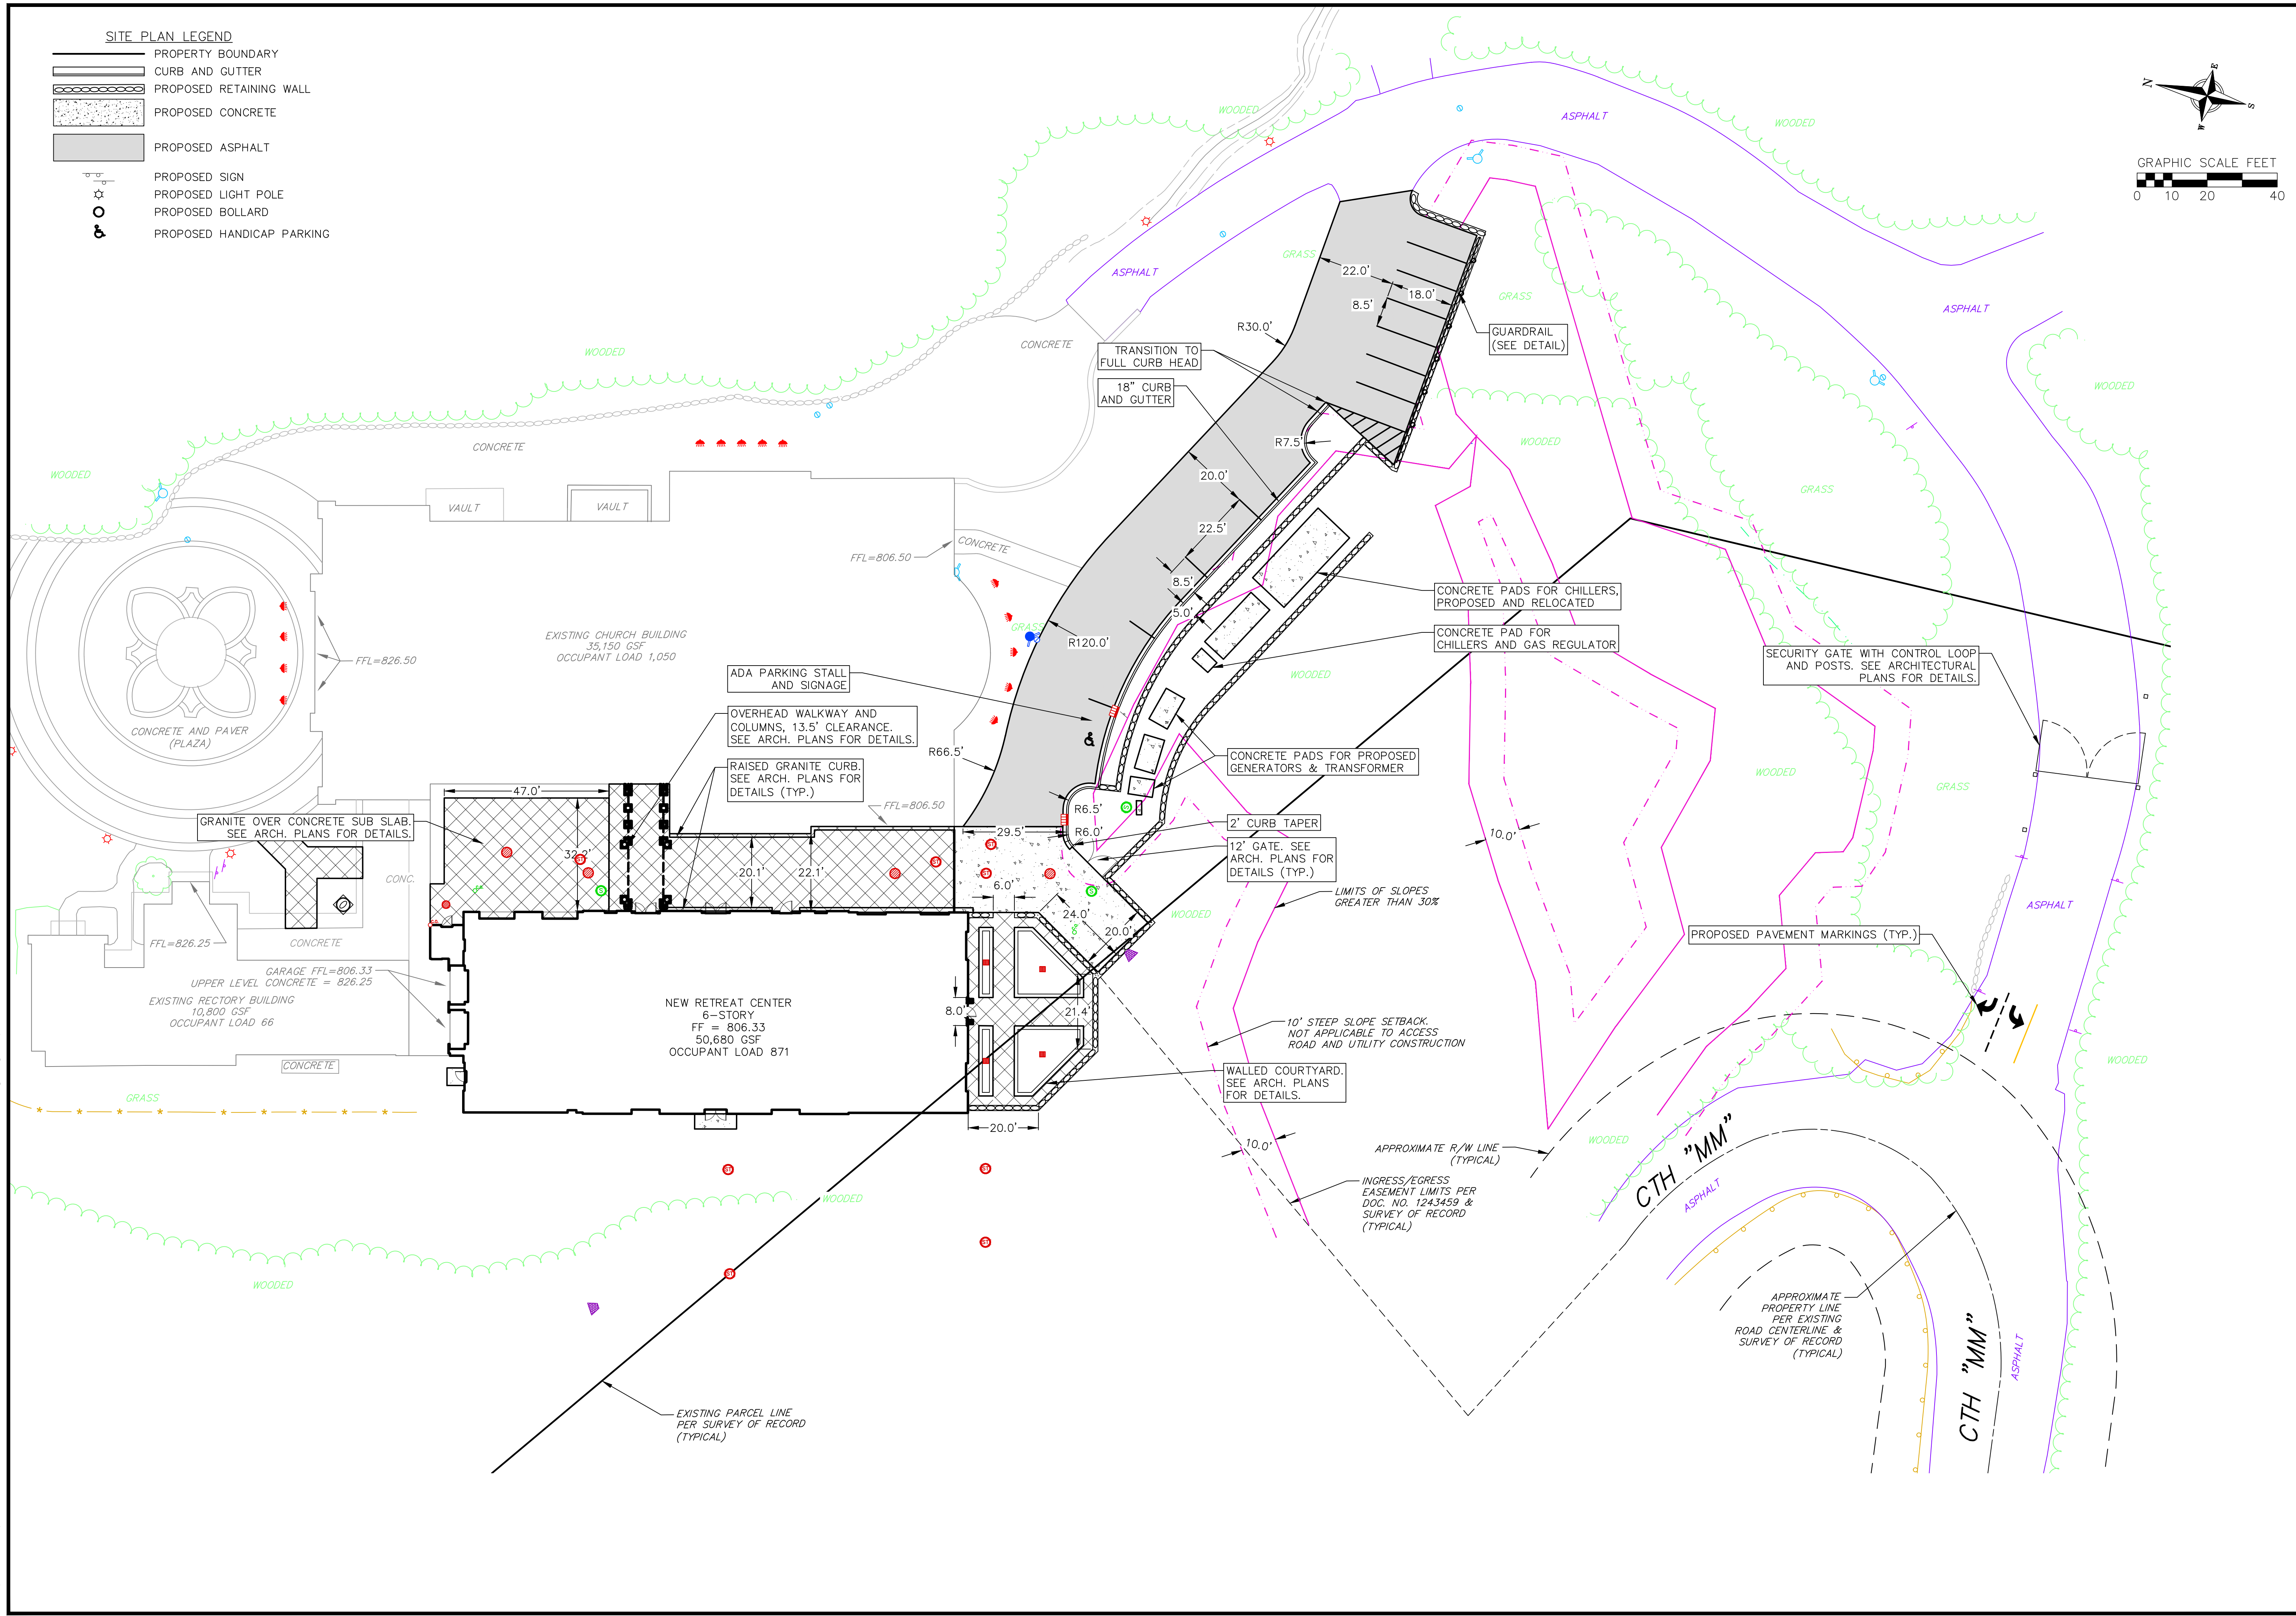 SITE PLAN LEGEND
PROPERTY BOUNDARY
CURB AND GUTTER
PROPOSED RETAINING WALL
PROPOSED CONCRETE
PROPOSED ASPHALT
PROPOSED SIGN
PROPOSED LIGHT POLE
PROPOSED BOLLARD
PROPOSED HANDICAP PARKING
N
E
S
W
GRAPHIC SCALE FEET
0 10 20 40
WOODED
ASPHALT
WOODED
ASPHALT
GRASS
GRASS
ASPHALT
22.0'
18.0'
8.5'
GUARDRAIL
(SEE DETAIL)
R30.0'
CONCRETE
TRANSITION TO
FULL CURB HEAD
18" CURB
AND GUTTER
WOODED
WOODED
CONCRETE
WOODED
R7.5'
WOODED
GRASS
WOODED
20.0'
22.5'
VAULT
VAULT
FFL=806.50
CONCRETE
8.5'
5.0'
CONCRETE PADS FOR CHILLERS,
PROPOSED AND RELOCATED
CONCRETE PAD FOR
CHILLERS AND GAS REGULATOR
GRASS
R120.0'
EXISTING CHURCH BUILDING
35,150 GSF
OCCUPANT LOAD 1,050
FFL=826.50
CONCRETE AND PAVER
(PLAZA)
ADA PARKING STALL
AND SIGNAGE
WOODED
SECURITY GATE WITH CONTROL LOOP
AND POSTS. SEE ARCHITECTURAL
PLANS FOR DETAILS.
OVERHEAD WALKWAY AND
COLUMNS, 13.5' CLEARANCE.
SEE ARCH. PLANS FOR DETAILS.
R66.5'
CONCRETE PADS FOR PROPOSED
GENERATORS & TRANSFORMER
RAISED GRANITE CURB.
SEE ARCH. PLANS FOR
DETAILS (TYP.)
WOODED
GRASS
47.0'
FFL=806.50
R6.5'
GRANITE OVER CONCRETE SUB SLAB.
SEE ARCH. PLANS FOR DETAILS.
29.5'
R6.0'
2' CURB TAPER
10.0'
32.2'
20.1'
22.1'
12' GATE. SEE
ARCH. PLANS FOR
DETAILS (TYP.)
CONC.
6.0'
LIMITS OF SLOPES
GREATER THAN 30%
24.0'
20.0'
WOODED
ASPHALT
FFL=826.25
CONCRETE
PROPOSED PAVEMENT MARKINGS (TYP.)
GARAGE FFL=806.33
UPPER LEVEL CONCRETE = 826.25
EXISTING RECTORY BUILDING
10,800 GSF
OCCUPANT LOAD 66
NEW RETREAT CENTER
6-STORY
FF = 806.33
50,680 GSF
OCCUPANT LOAD 871
8.0'
21.4'
10' STEEP SLOPE SETBACK.
NOT APPLICABLE TO ACCESS
ROAD AND UTILITY CONSTRUCTION
CONCRETE
WALLED COURTYARD.
SEE ARCH. PLANS
FOR DETAILS.
WOODED
GRASS
20.0'
10.0'
APPROXIMATE R/W LINE
(TYPICAL)
WOODED
CTH "MM"
INGRESS/EGRESS
EASEMENT LIMITS PER
DOC. NO. 1243459 &
SURVEY OF RECORD
(TYPICAL)
ASPHALT
WOODED
WOODED
APPROXIMATE
PROPERTY LINE
PER EXISTING
ROAD CENTERLINE &
SURVEY OF RECORD
(TYPICAL)
CTH "MM"
ASPHALT
EXISTING PARCEL LINE
PER SURVEY OF RECORD
(TYPICAL)